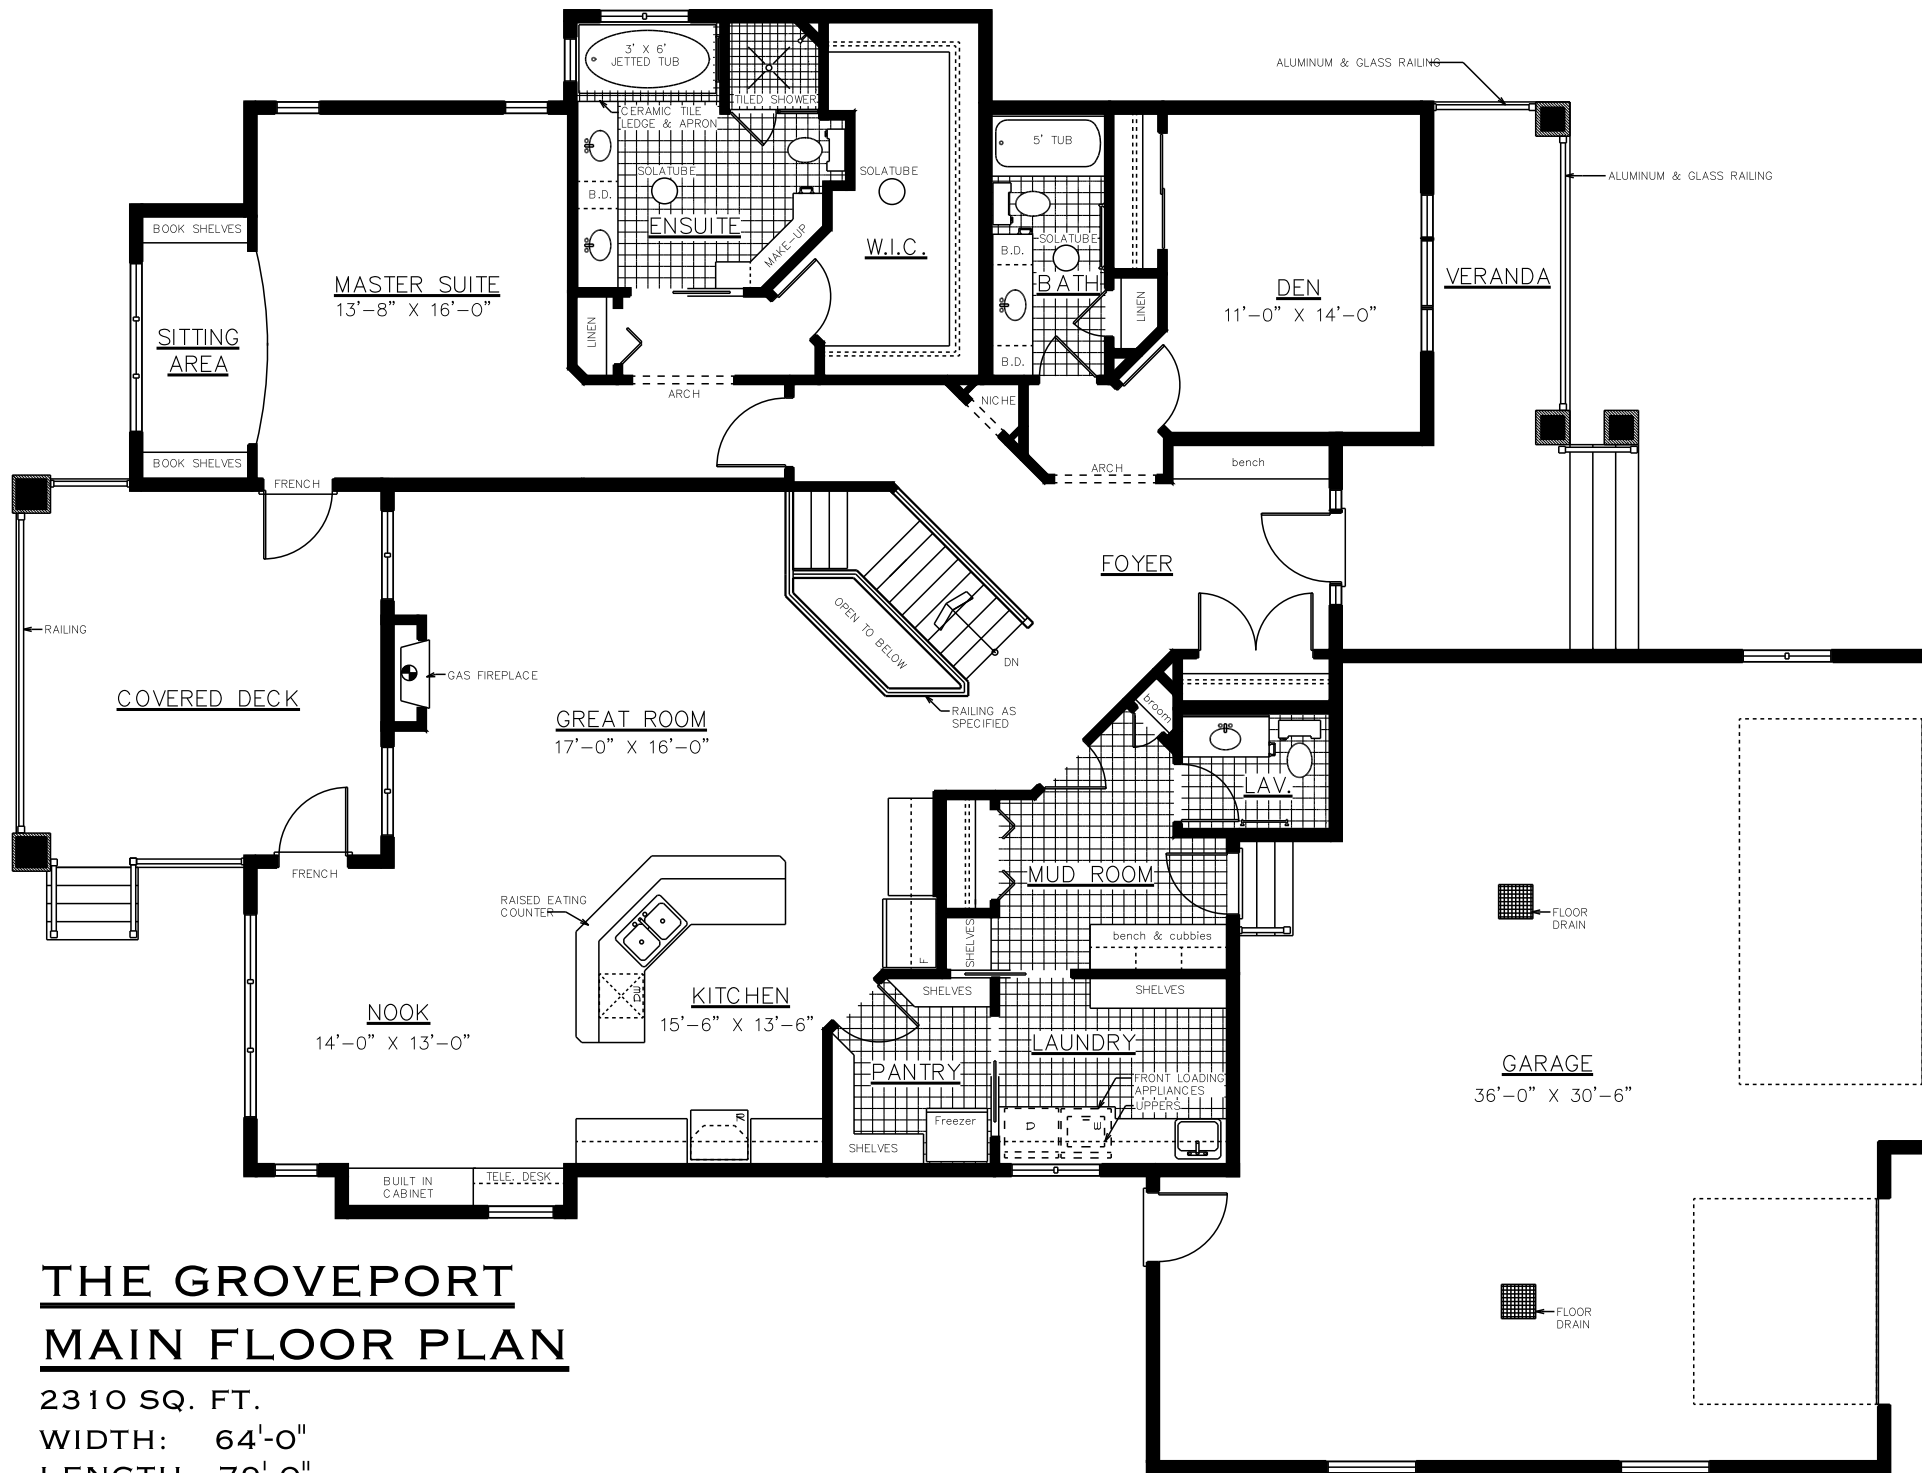 3' X 6'
JETTED TUB
TILED SHOWER
CERAMIC TILE
LEDGE & APRON
SOLATUBE
B.D.
ENSUITE
MAKE-UP
SOLATUBE
W.I.C.
LINEN
ARCH
BOOK SHELVES
MASTER SUITE
13'-8" X 16'-0"
SITTING
AREA
BOOK SHELVES
FRENCH
5' TUB
SOLATUBE
B.D.
BATH
LINEN
B.D.
NICHE
ARCH
DEN
11'-0" X 14'-0"
ALUMINUM & GLASS RAILING
ALUMINUM & GLASS RAILING
VERANDA
bench
FOYER
OPEN TO BELOW
DN
RAILING AS
SPECIFIED
RAILING
COVERED DECK
GAS FIREPLACE
GREAT ROOM
17'-0" X 16'-0"
FRENCH
broom
LAV.
MUD ROOM
bench & cubbies
SHELVES
RAISED EATING
COUNTER
DW
F
KITCHEN
15'-6" X 13'-6"
NOOK
14'-0" X 13'-0"
SHELVES
SHELVES
LAUNDRY
PANTRY
FRONT LOADING
APPLIANCES
UPPERS
Freezer
D
W
R
SHELVES
BUILT IN
CABINET
TELE. DESK
FLOOR
DRAIN
GARAGE
36'-0" X 30'-6"
FLOOR
DRAIN
THE GROVEPORT
MAIN FLOOR PLAN
2310 SQ. FT.
WIDTH: 64'-0"